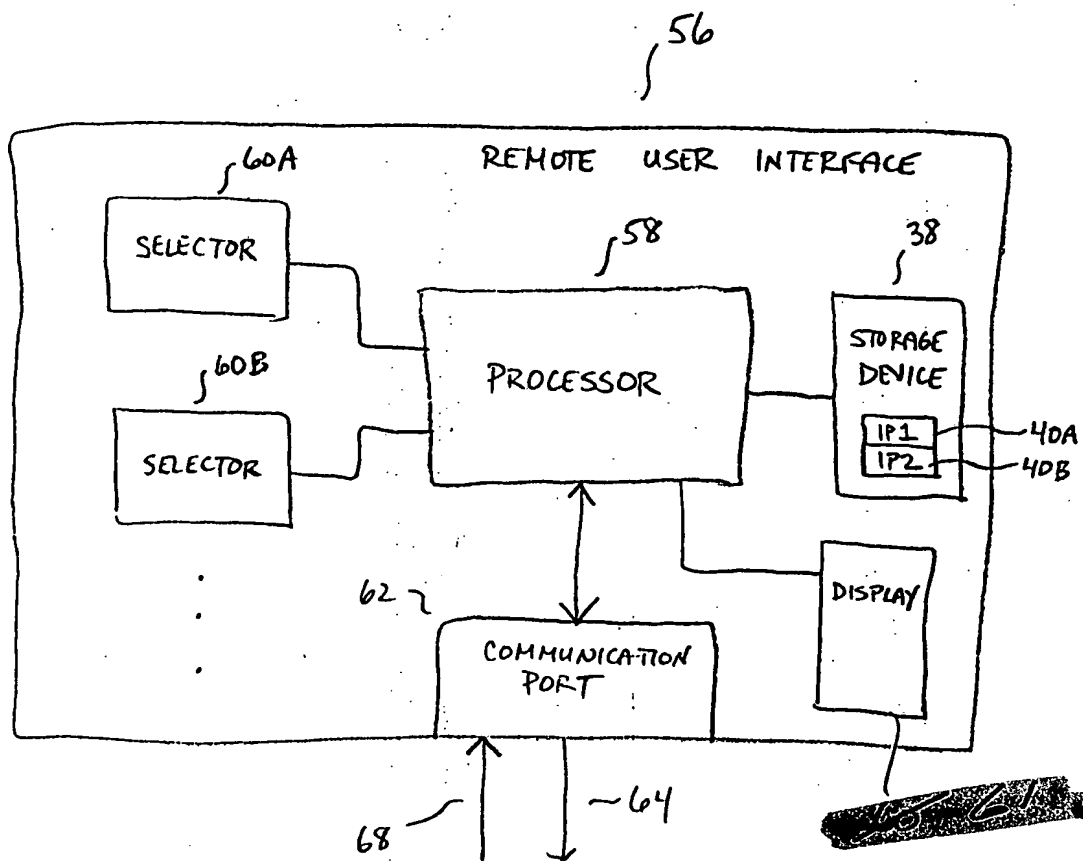 56
REMOTE USER INTERFACE
60A
SELECTOR
58
PROCESSOR
38
STORAGE
DEVICE
IP1
40A
IP2
40B
60B
SELECTOR
62
COMMUNICATION
PORT
DISPLAY
68
64